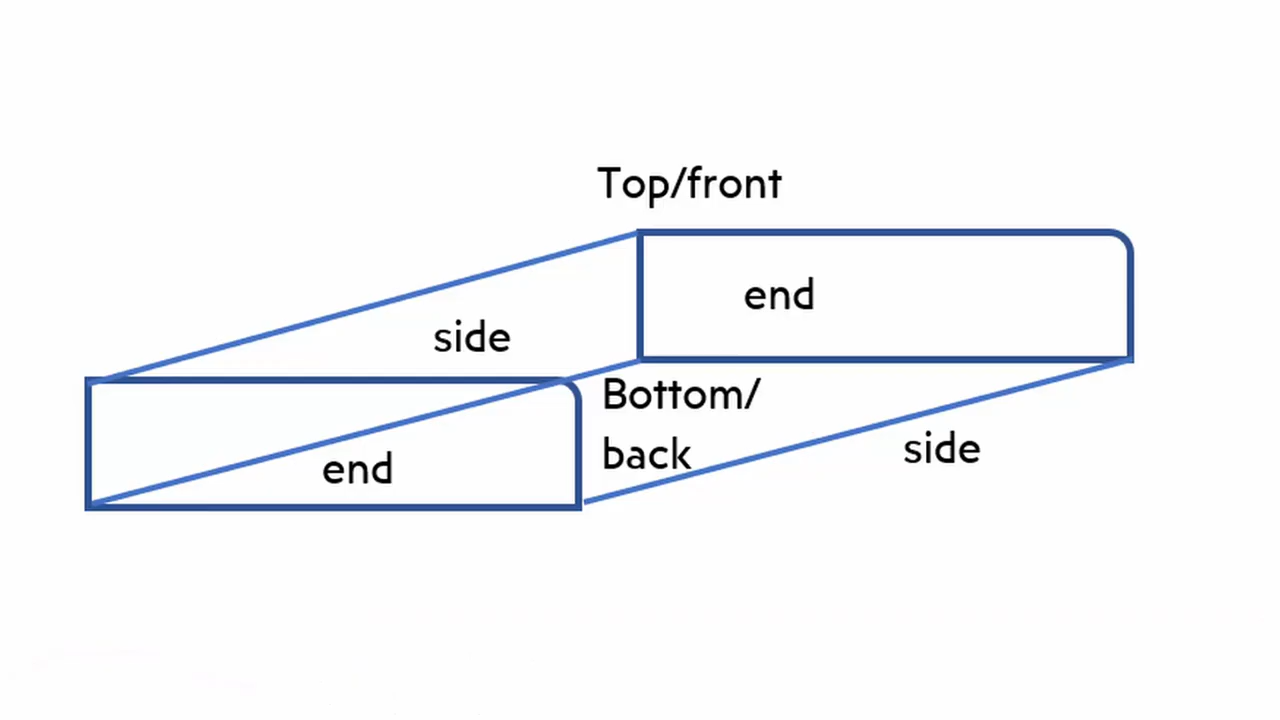 Top/front
end
side
Bottom/
back
side
end